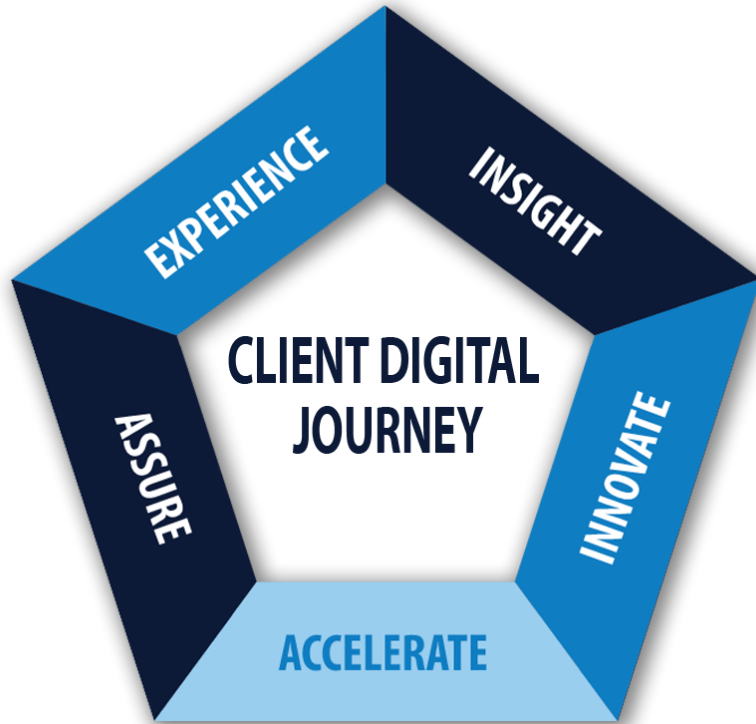 EXPERIENCE
INSIGHT
CLIENT DIGITAL
JOURNEY
ASSURE
INNOVATE
ACCELERATE